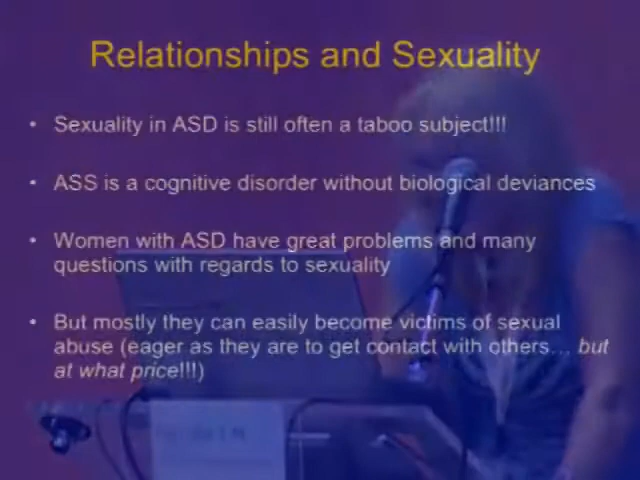 Relationships and Sexuality
• Sexuality in ASD is still often a taboo subject!!!
• ASS is a cognitive disorder without biological deviances
• Women with ASD have great problems and many
questions with regards to sexuality
• But mostly they can easily become victims of sexual
abuse (eager as they are to get contact with others... but
at what price!!!)